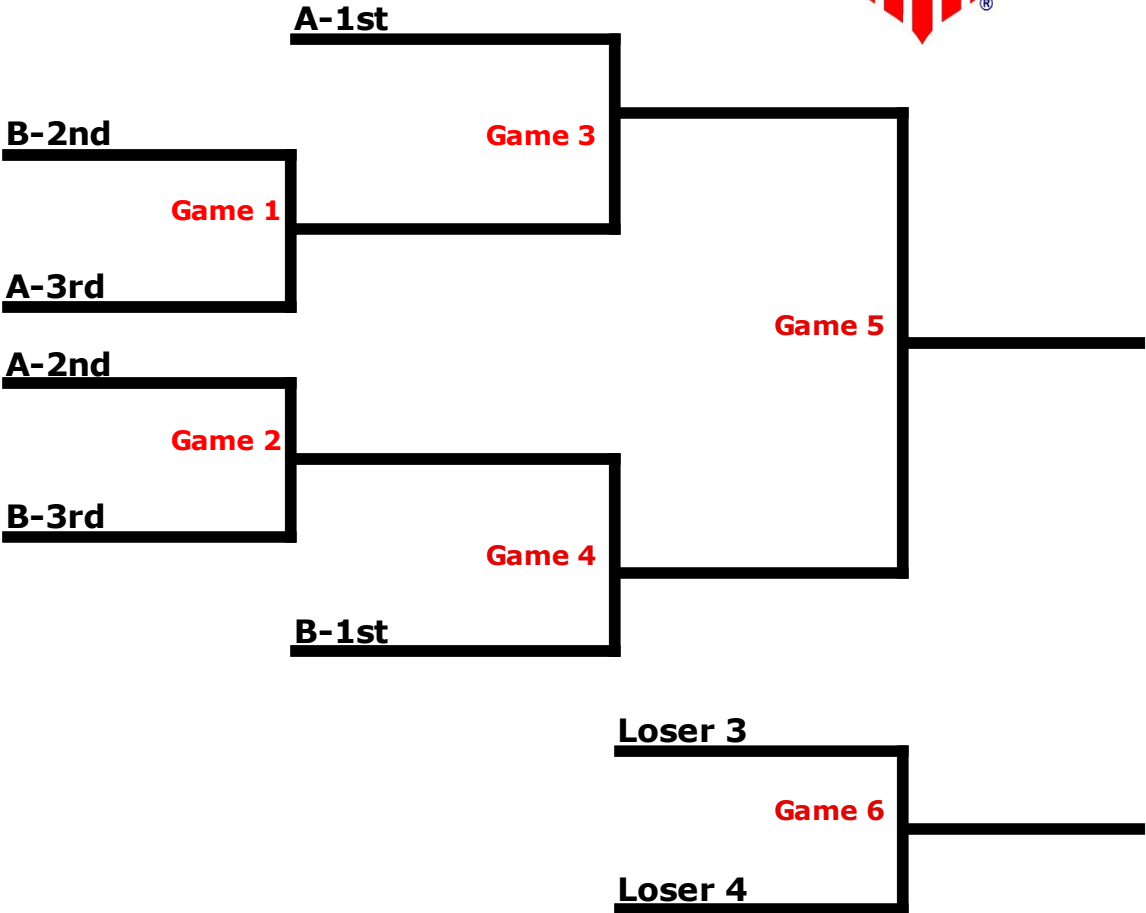 A-1st
®
B-2nd
Game 3
Game 1
A-3rd
Game 5
A-2nd
Game 2
B-3rd
Game 4
B-1st
Loser 3
Game 6
Loser 4